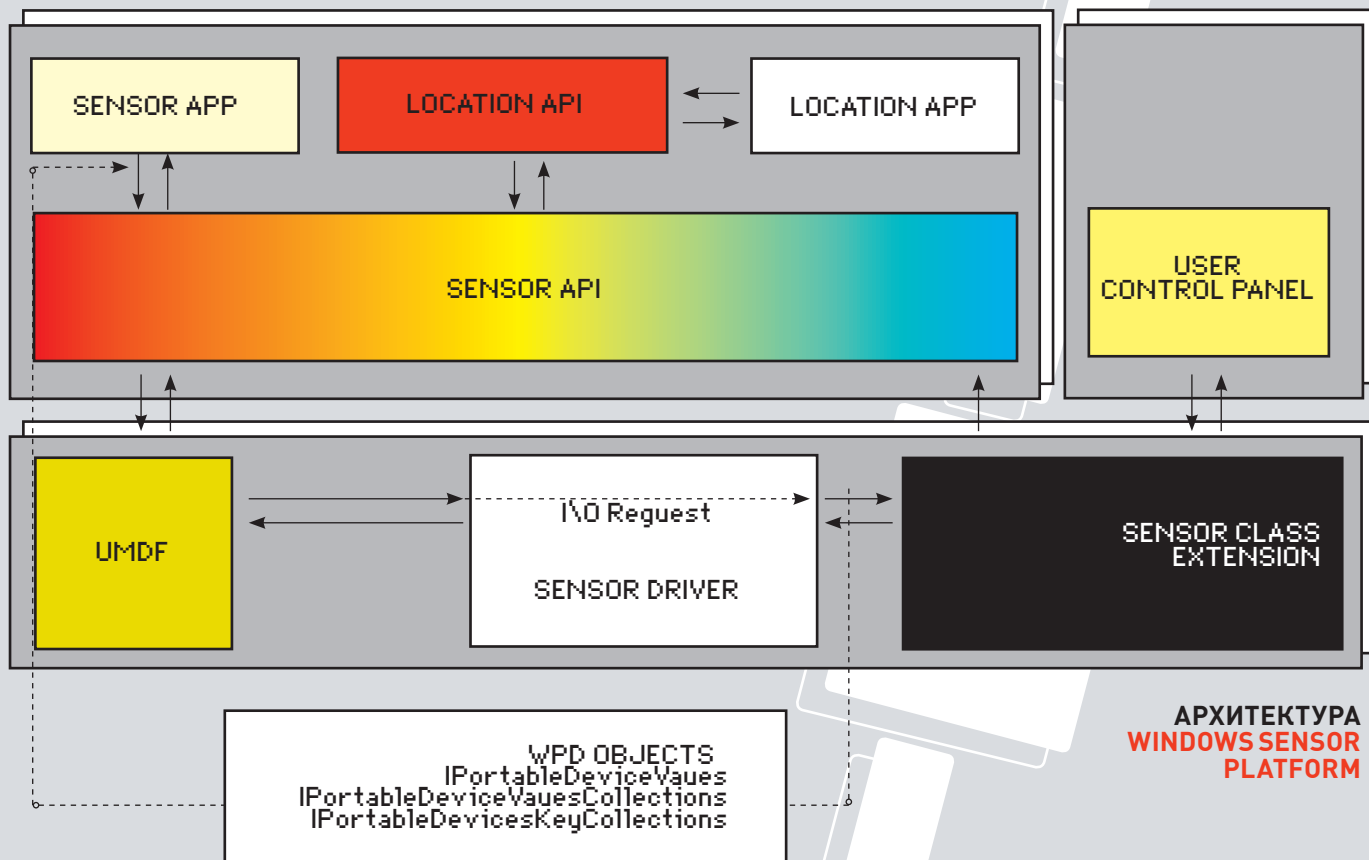 SENSOR APP
LOCATION API
LOCATION APP
SENSOR API
USER
CONTROL PANEL
UMDF
I\O Reguest
SENSOR DRIVER
SENSOR CLASS
EXTENSION
WPD OBJECTS
IPortableDeviceVaues
IPortableDeviceVauesCollections
IPortableDevicesKeyCollections
АРХИТЕКТУРА
WINDOWS SENSOR
PLATFORM